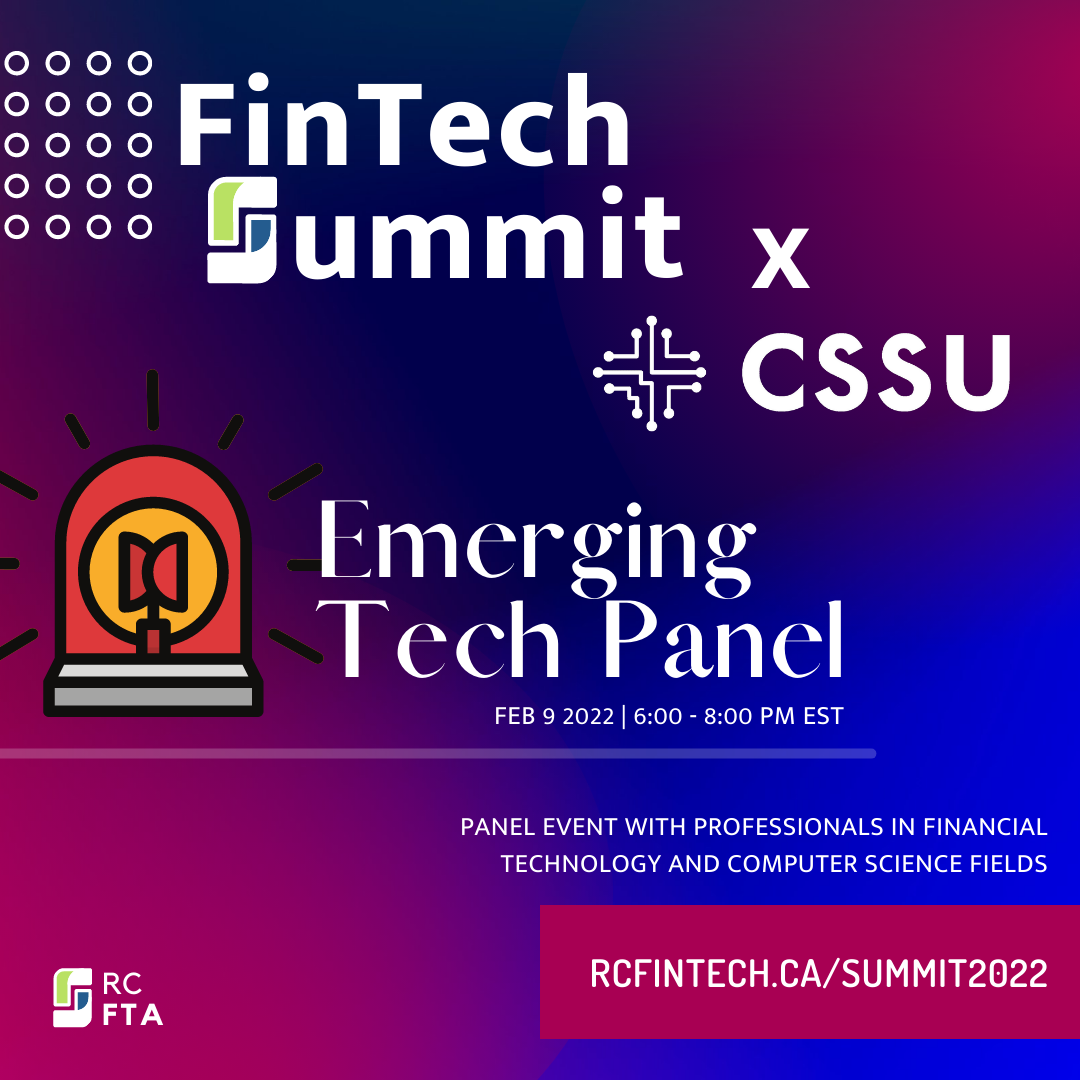 FinTech
Summit
x
CSSU
Emerging
Tech Panel
FEB 9 2022 | 6:00 - 8:00 PM EST
PANEL EVENT WITH PROFESSIONALS IN FINANCIAL
TECHNOLOGY AND COMPUTER SCIENCE FIELDS
RCFINTECH.CA/SUMMIT2022
RC
FTA